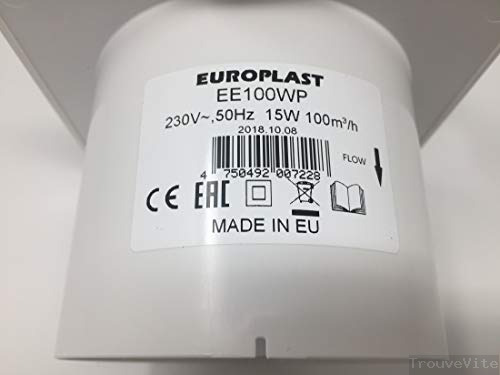 EUROPLAST
EE100WP
230V~,50Hz 15W 100m³/h
2018.10.08
4 750492 007228
FLOW
CE EAC
MADE IN EU
TrouveVite